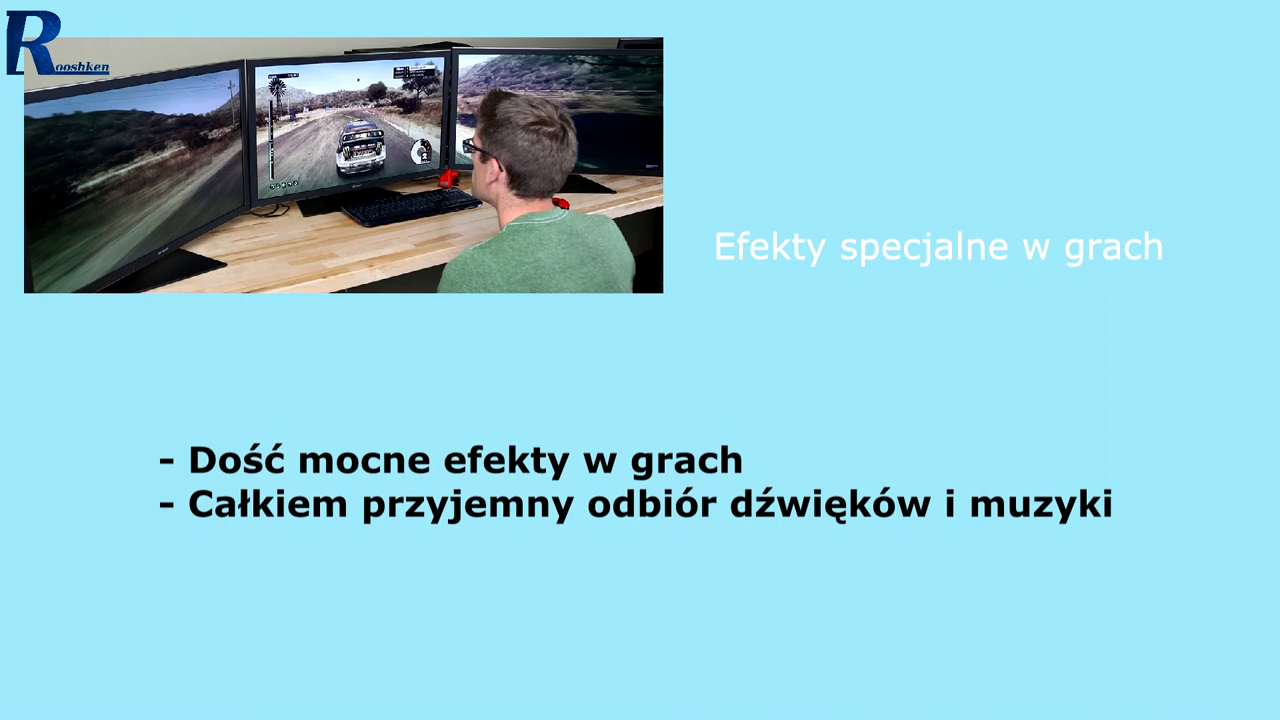 Rooshken
Efekty specjalne w grach
- Dość mocne efekty w grach
- Całkiem przyjemny odbiór dźwięków i muzyki